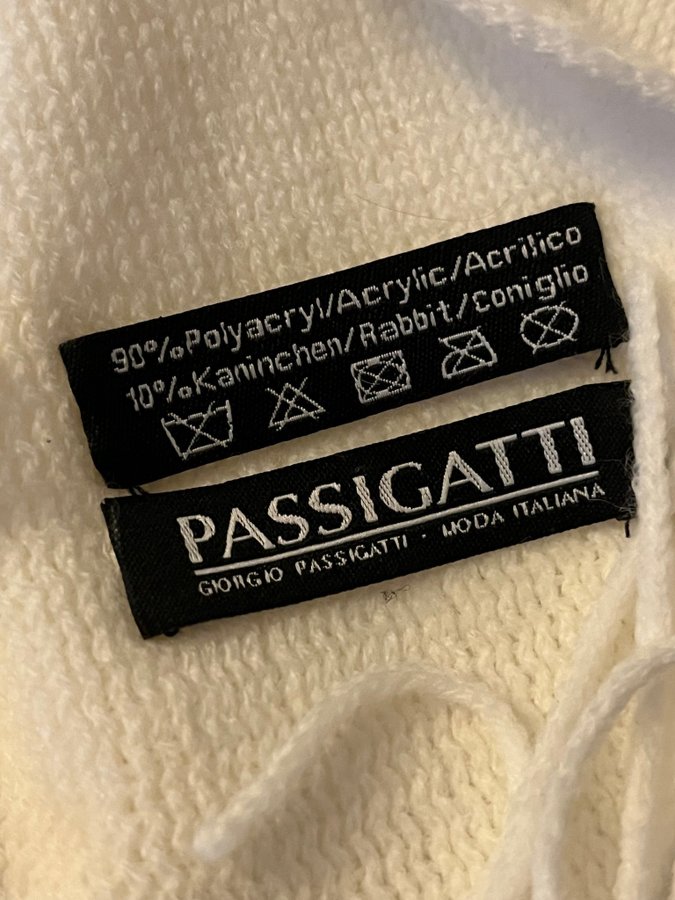 90%Polyacryl/Acrylic/Acrilico
10%Kaninchen/Rabbit/coniglio
PASSIGATTI
GIORGIO PASSIGATTI · MODA ITALIANA